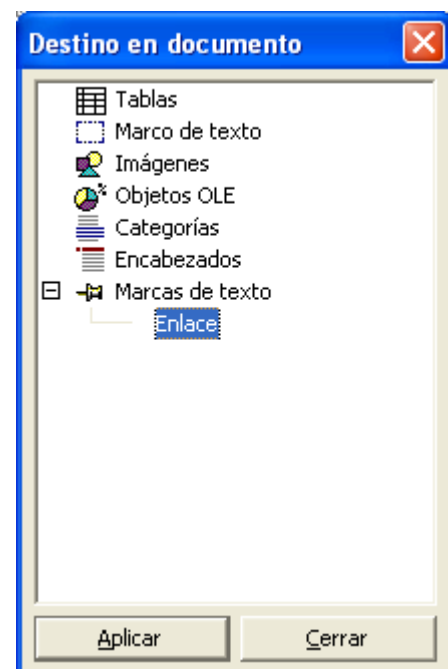 Destino en documento
Tablas
Marco de texto
Imágenes
Objetos OLE
Categorías
Encabezados
Marcas de texto
Enlace
Aplicar Cerrar